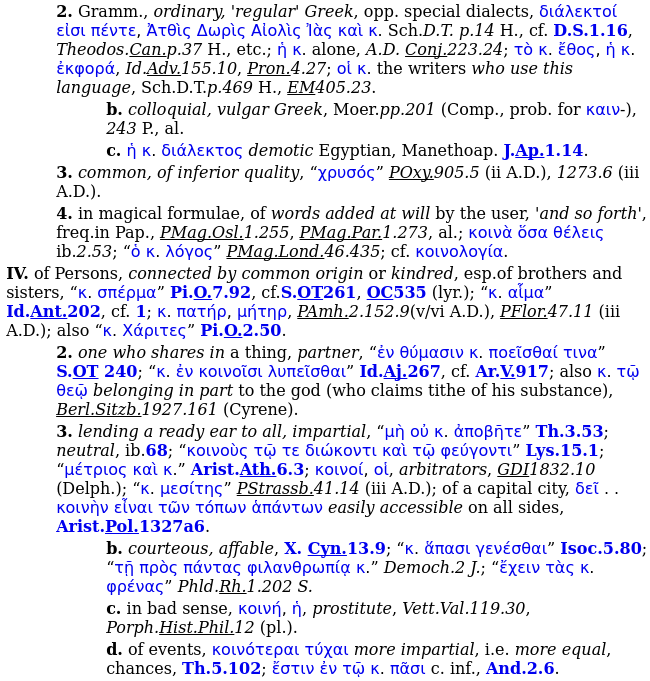 2. Gramm., ordinary, 'regular' Greek, opp. special dialects, διάλεκτοί
εἰσι πέντε, Ἀτθὶς Δωρὶς Αἰολὶς Ἰὰς καὶ κ. Sch.D.T. p.14 H., cf. D.S.1.16,
Theodos.Can.p.37 H., etc.; ἡ κ. alone, A.D. Conj.223.24; τὸ κ. ἔθος, ἡ κ.
ἐκφορά, Id.Adv.155.10, Pron.4.27; οἱ κ. the writers who use this
language, Sch.D.T.p.469 H., EM405.23.
b. colloquial, vulgar Greek, Moer.pp.201 (Comp., prob. for καιν-),
243 P., al.
c. ἡ κ. διάλεκτος demotic Egyptian, Manethoap. J.Ap.1.14.
3. common, of inferior quality, “χρυσός” POxy.905.5 (ii A.D.), 1273.6 (iii
A.D.).
4. in magical formulae, of words added at will by the user, 'and so forth',
freq.in Pap., PMag.Osl.1.255, PMag.Par.1.273, al.; κοινὰ ὅσα θέλεις
ib.2.53; “ὁ κ. λόγος” PMag.Lond.46.435; cf. κοινολογία.
IV. of Persons, connected by common origin or kindred, esp.of brothers and
sisters, “κ. σπέρμα” Pi.O.7.92, cf.S.OT261, OC535 (lyr.); “κ. αἷμα”
Id.Ant.202, cf. 1; κ. πατήρ, μήτηρ, PAmh.2.152.9(v/vi A.D.), PFlor.47.11 (iii
A.D.); also “κ. Χάριτες” Pi.O.2.50.
2. one who shares in a thing, partner, “ἐν θύμασιν κ. ποεῖσθαί τινα”
S.OT 240; “κ. ἐν κοινοῖσι λυπεῖσθαι” Id.Aj.267, cf. Ar.V.917; also κ. τῷ
θεῷ belonging in part to the god (who claims tithe of his substance),
Berl.Sitzb.1927.161 (Cyrene).
3. lending a ready ear to all, impartial, “μὴ οὐ κ. ἀποβῆτε” Th.3.53;
neutral, ib.68; “κοινοὺς τῷ τε διώκοντι καὶ τῷ φεύγοντι” Lys.15.1;
“μέτριος καὶ κ.” Arist.Ath.6.3; κοινοί, οἱ, arbitrators, GDI1832.10
(Delph.); “κ. μεσίτης” PStrassb.41.14 (iii A.D.); of a capital city, δεῖ . .
κοινὴν εἶναι τῶν τόπων ἁπάντων easily accessible on all sides,
Arist.Pol.1327a6.
b. courteous, affable, X. Cyn.13.9; “κ. ἅπασι γενέσθαι” Isoc.5.80;
“τῇ πρὸς πάντας φιλανθρωπίᾳ κ.” Democh.2 J.; “ἔχειν τὰς κ.
φρένας” Phld.Rh.1.202 S.
c. in bad sense, κοινή, ἡ, prostitute, Vett.Val.119.30,
Porph.Hist.Phil.12 (pl.).
d. of events, κοινότεραι τύχαι more impartial, i.e. more equal,
chances, Th.5.102; ἔστιν ἐν τῷ κ. πᾶσι c. inf., And.2.6.